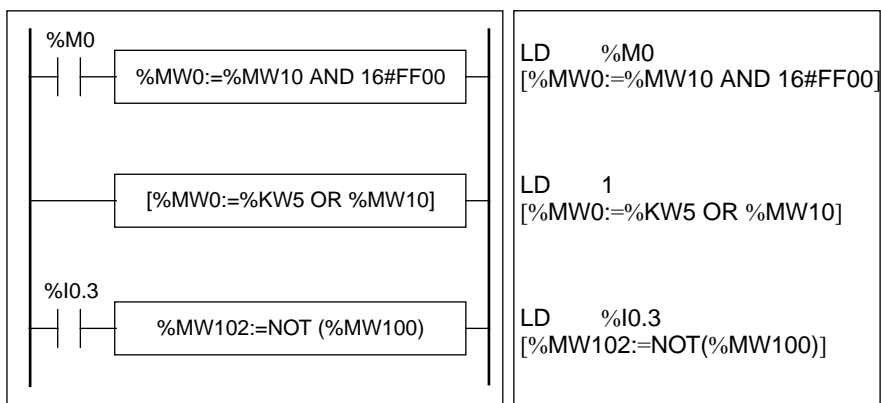 %M0
%MW0:=%MW10 AND 16#FF00
[%MW0:=%KW5 OR %MW10]
%I0.3
%MW102:=NOT (%MW100)
LD %M0
[%MW0:=%MW10 AND 16#FF00]
LD 1
[%MW0:=%KW5 OR %MW10]
LD %I0.3
[%MW102:=NOT(%MW100)]